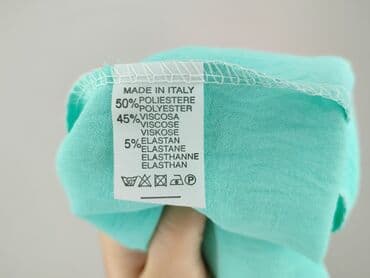 MADE IN ITALY
50% POLIESTERE
POLYESTER
45% VISCOSA
VISCOSE
VISKOSE
5% ELASTAN
ELASTANE
ELASTHANNE
ELASTHAN
P